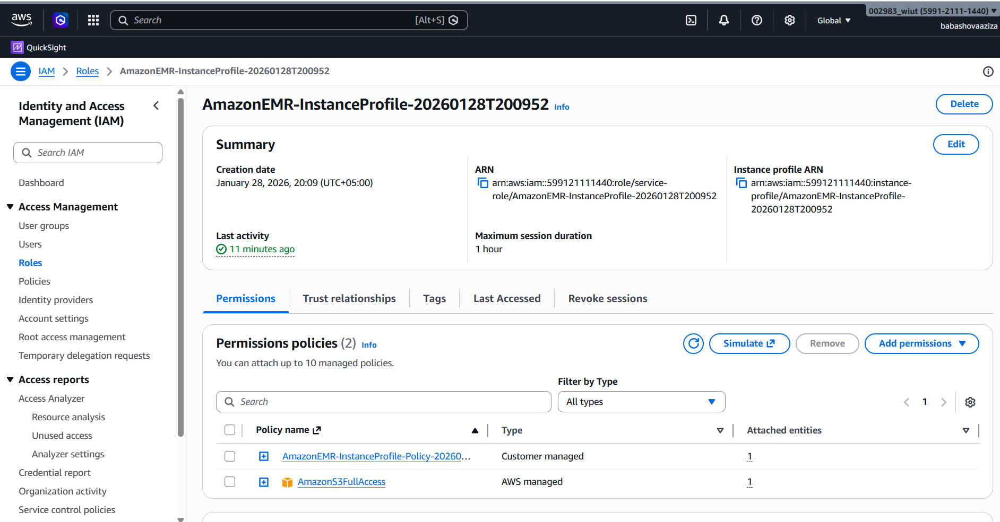 aws
Search
[Alt+S]
Global
002983_wiut (5991-2111-1440)
babashovaaziza
QuickSight
IAM
Roles
AmazonEMR-InstanceProfile-20260128T200952
Identity and Access
Management (IAM)
Search IAM
Dashboard
Access Management
User groups
Users
Roles
Policies
Identity providers
Account settings
Root access management
Temporary delegation requests
Access reports
Access Analyzer
Resource analysis
Unused access
Analyzer settings
Credential report
Organization activity
Service control policies
AmazonEMR-InstanceProfile-20260128T200952 Info
Delete
Summary
Edit
Creation date
January 28, 2026, 20:09 (UTC+05:00)
ARN
arn:aws:iam::599121111440:role/service-
role/AmazonEMR-InstanceProfile-20260128T200952
Instance profile ARN
arn:aws:iam::599121111440:instance-
profile/AmazonEMR-InstanceProfile-
20260128T200952
Last activity
11 minutes ago
Maximum session duration
1 hour
Permissions
Trust relationships
Tags
Last Accessed
Revoke sessions
Permissions policies (2) Info
You can attach up to 10 managed policies.
Simulate
Remove
Add permissions
Filter by Type
Search
All types
1
Policy name
Type
Attached entities
AmazonEMR-InstanceProfile-Policy-20260...
Customer managed
1
AmazonS3FullAccess
AWS managed
1